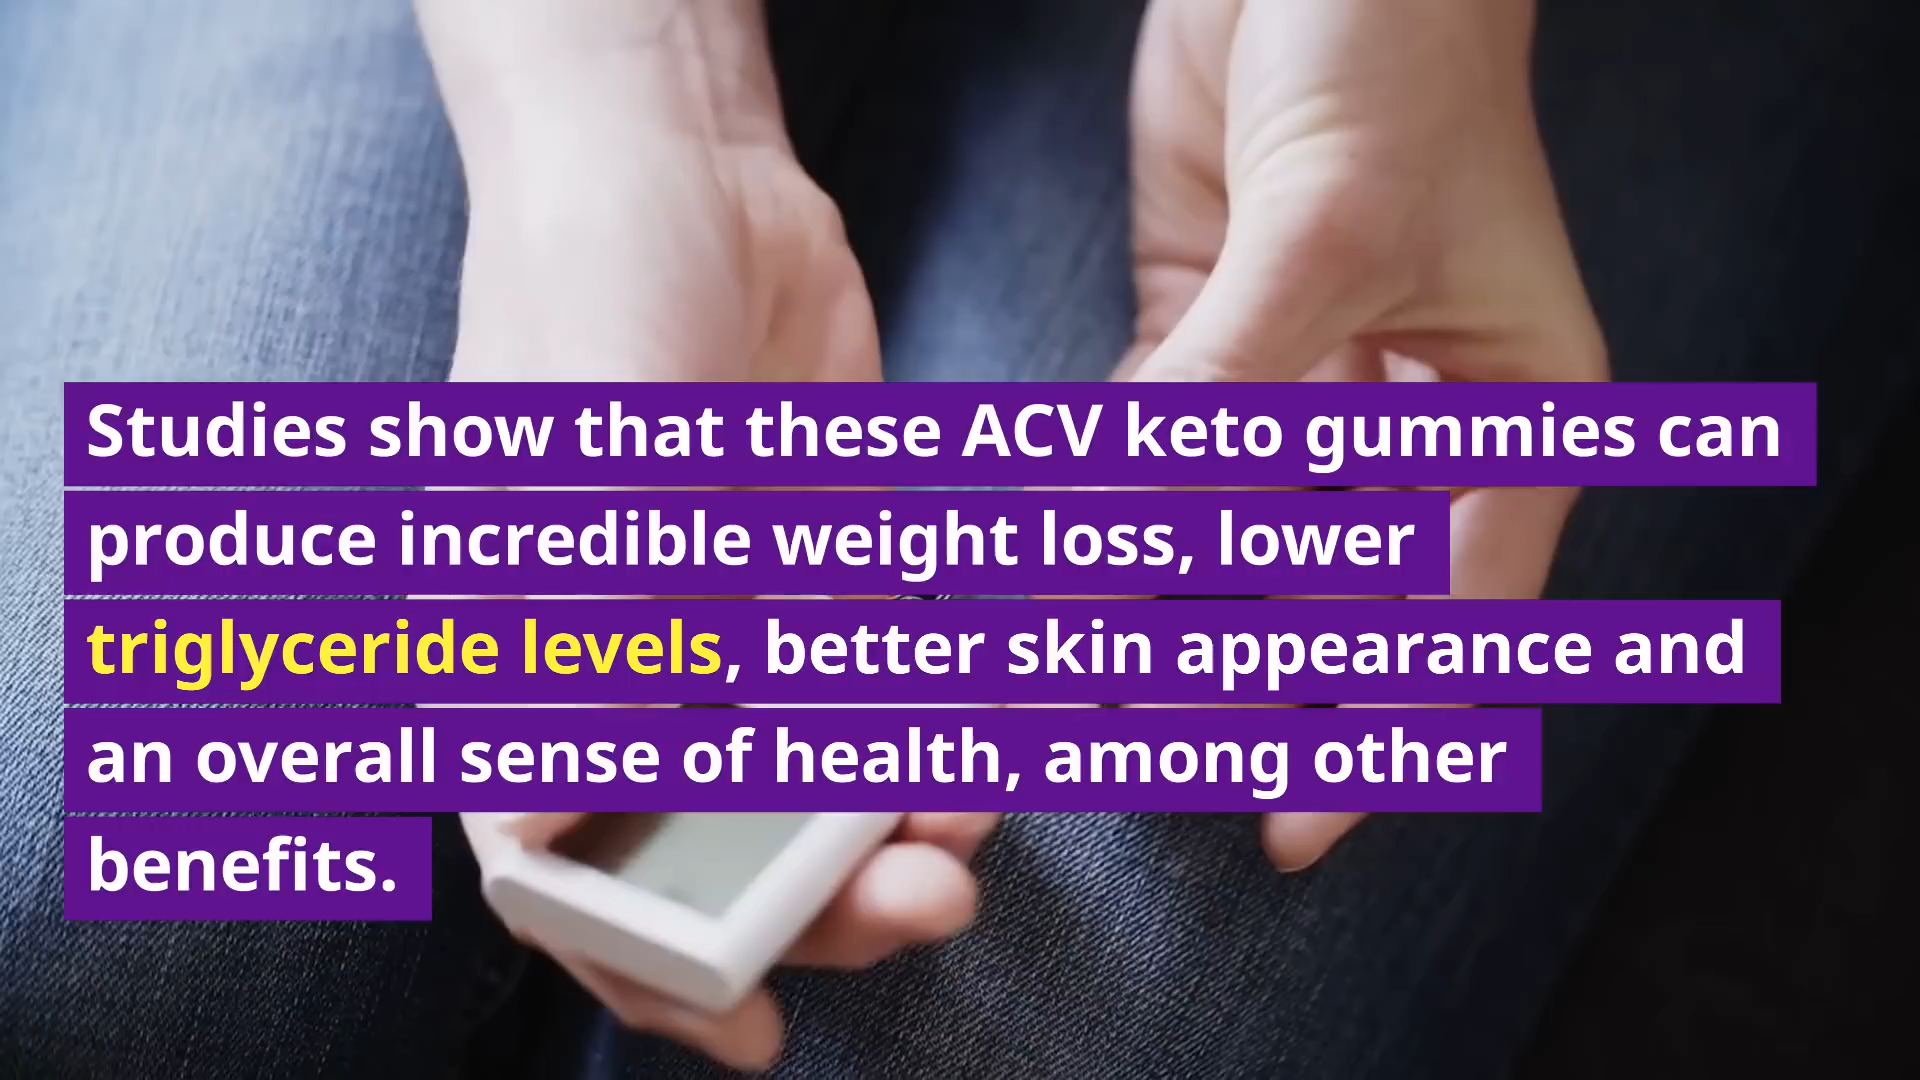 Studies show that these ACV keto gummies can
produce incredible weight loss, lower
triglyceride levels, better skin appearance and
an overall sense of health, among other
benefits.